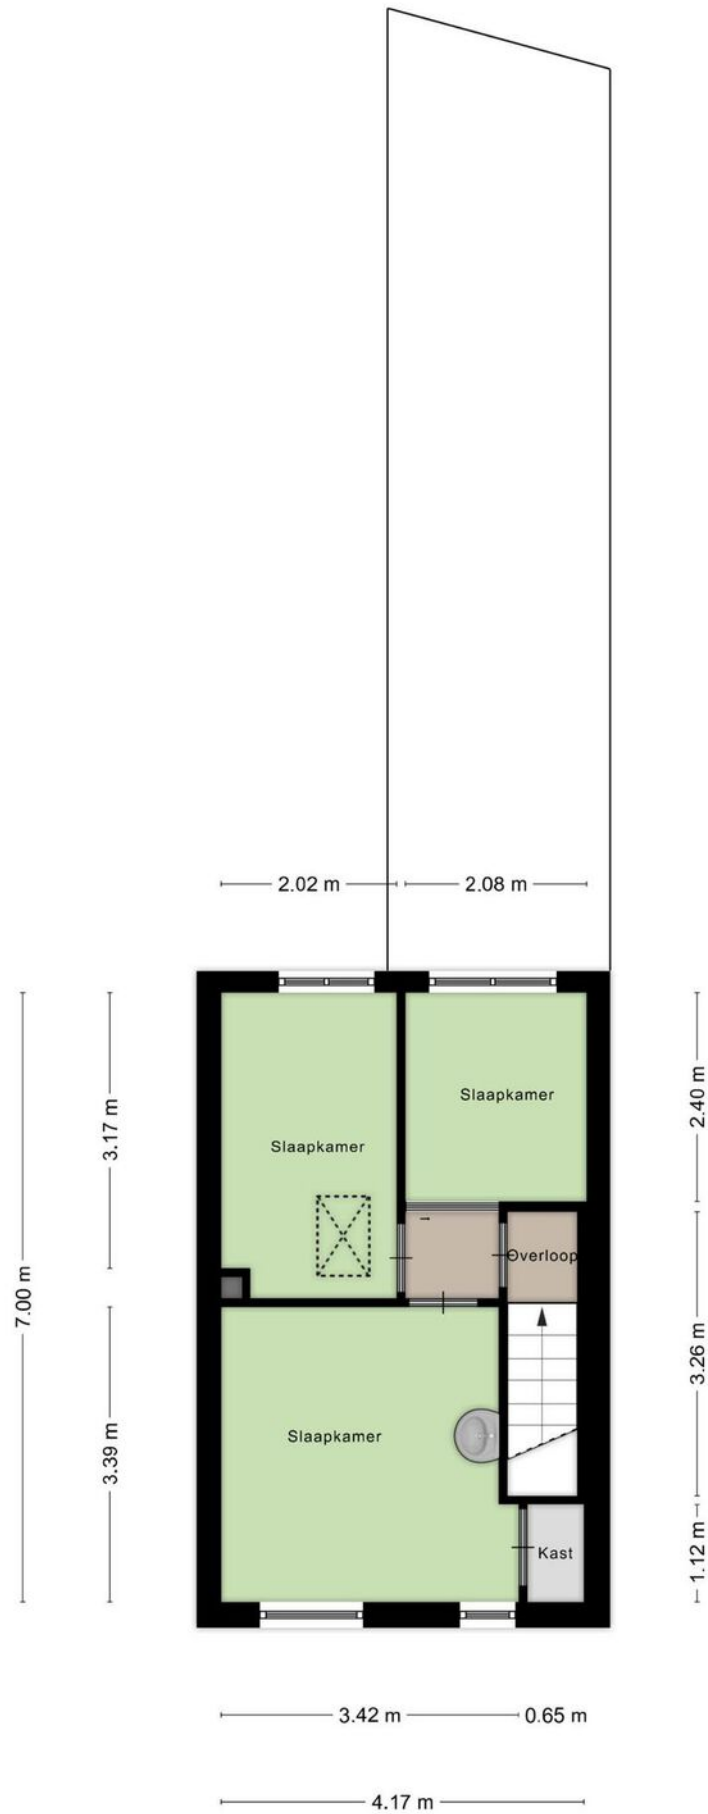 2.02 m
2.08 m
3.17 m
2.40 m
Slaapkamer
Slaapkamer
Overloop
7.00 m
3.26 m
3.39 m
Slaapkamer
1.12 m
Kast
3.42 m
0.65 m
4.17 m